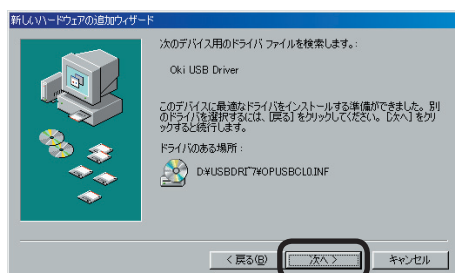 新しいハードウェアの追加ウィザード
次のデバイス用のドライバ ファイルを検索します。:
Oki USB Driver
このデバイスに最適なドライバをインストールする準備ができました。別
のドライバを選択するには、[戻る] をクリックしてください。[次へ] をクリ
ックすると続行します。
ドライバのある場所:
D:¥USBDRI~7¥OPUSBCL0.INF
< 戻る(B)
次へ >
キャンセル